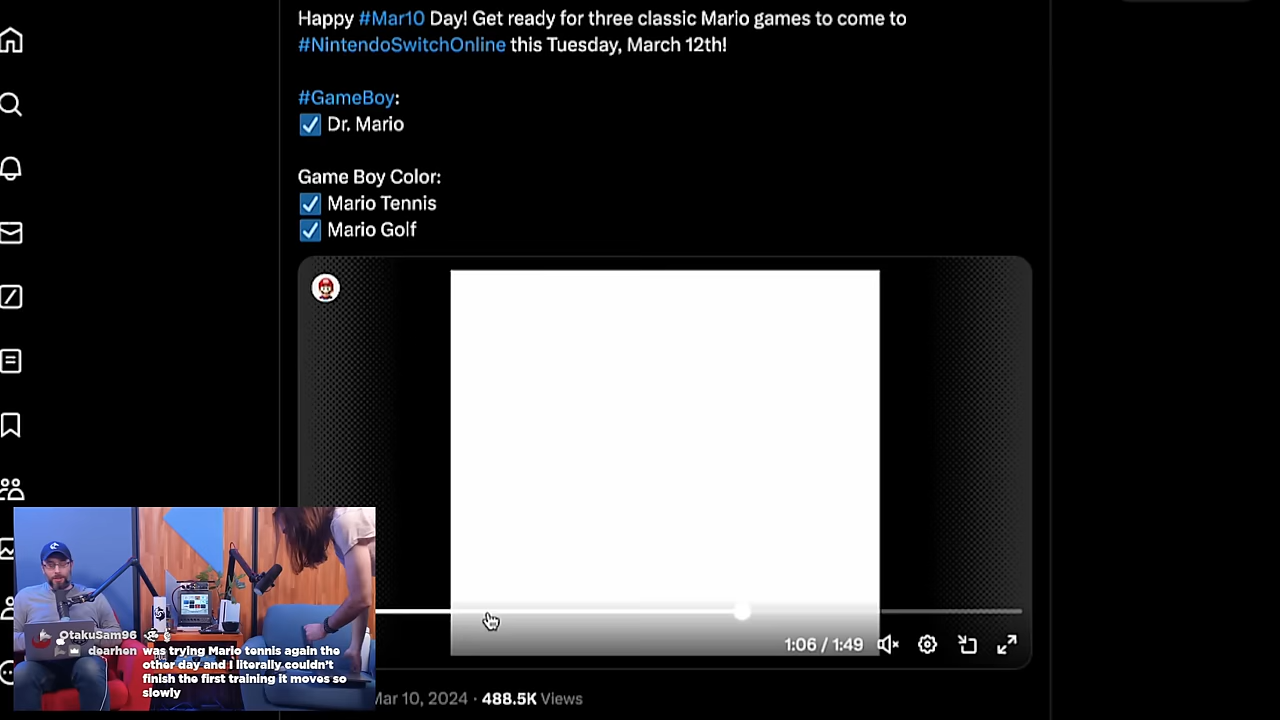 Happy #Mar10 Day! Get ready for three classic Mario games to come to
#NintendoSwitchOnline this Tuesday, March 12th!
#GameBoy:
☑ Dr. Mario
Game Boy Color:
☑ Mario Tennis
☑ Mario Golf
1:06 / 1:49
OtakuSam96
dearhen was trying Mario tennis again the
other day and I literally couldn't
finish the first training it moves so
slowly
Mar 10, 2024 · 488.5K Views